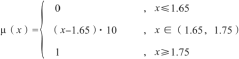 μ（x）=
0 ，x≤1.65
(x–1.65)·10 ，x∈（1.65，1.75）
1 ，x≥1.75